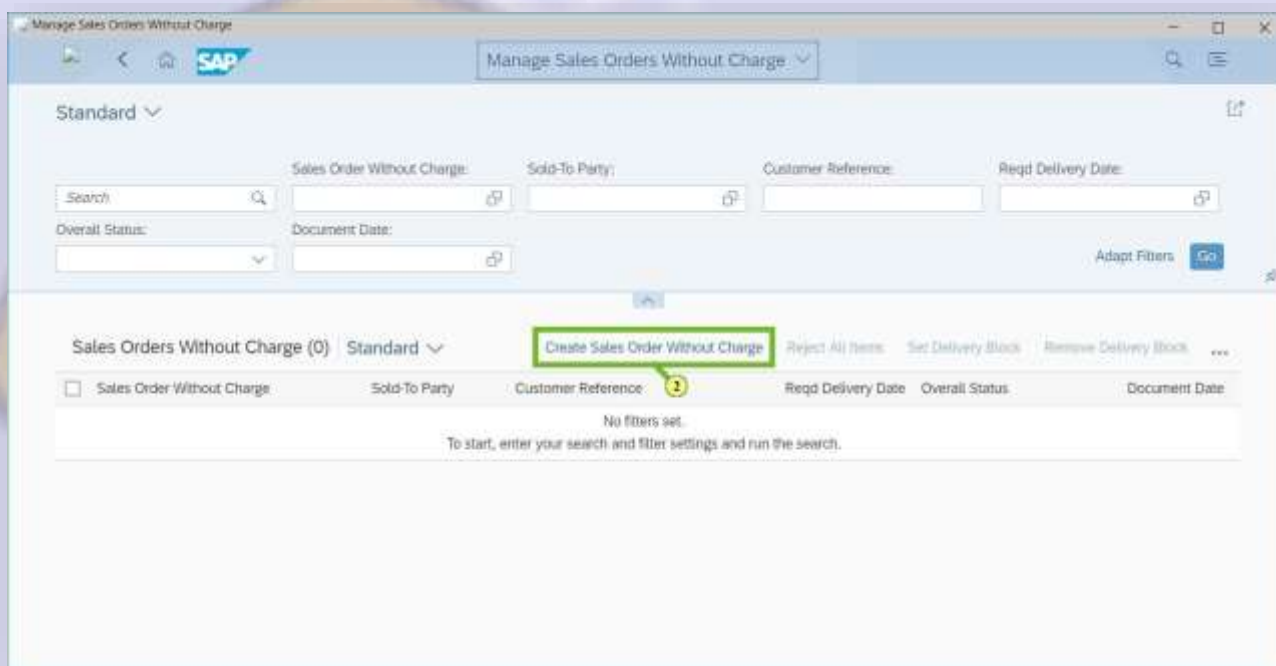 Manage Sales Orders Without Charge
SAP Manage Sales Orders Without Charge
Standard
Sales Order Without Charge: Sold-To Party: Customer Reference: Reqd Delivery Date:
Search
Overall Status: Document Date:
Adapt Filters Go
Sales Orders Without Charge (0) Standard Create Sales Order Without Charge Reject All Items Set Delivery Block Remove Delivery Block ...
Sales Order Without Charge Sold-To Party Customer Reference 2 Reqd Delivery Date Overall Status Document Date
No filters set.
To start, enter your search and filter settings and run the search.